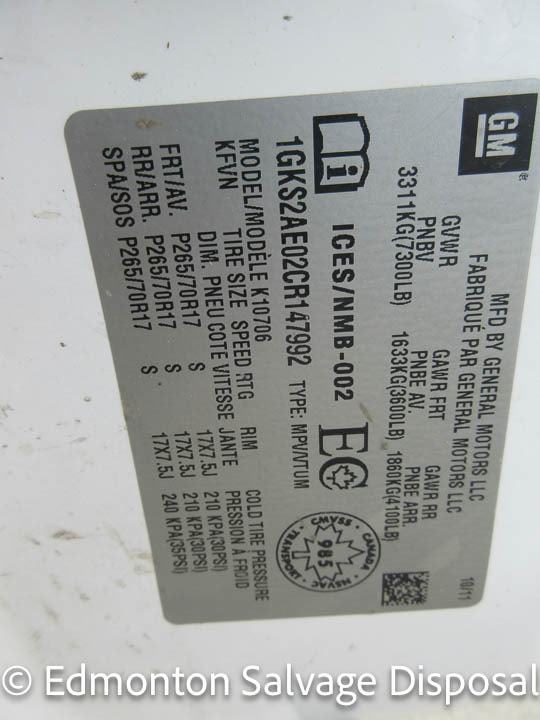 GM
®
MFD BY GENERAL MOTORS LLC
FABRIQUÉ PAR GENERAL MOTORS LLC
10/11
GVWR GAWR FRT GAWR RR
PNBV PNBE AV. PNBE ARR.
3311KG(7300LB) 1633KG(3600LB) 1860KG(4100LB)
i ICES/NMB-002 EC
CMVSS CANADA
985
TRANSPORT NSVAC
1GKS2AE02CR147992 TYPE: MPV/VTUM
MODEL/MODÈLE K10706
KFVN
TIRE SIZE SPEED RTG RIM COLD TIRE PRESSURE
DIM. PNEU COTE VITESSE JANTE PRESSION À FROID
FRT/AV. P265/70R17 S 17X7.5J 210 KPA(30PSI)
RR/ARR. P265/70R17 S 17X7.5J 210 KPA(30PSI)
SPA/SOS P265/70R17 S 17X7.5J 240 KPA(35PSI)
© Edmonton Salvage Disposal